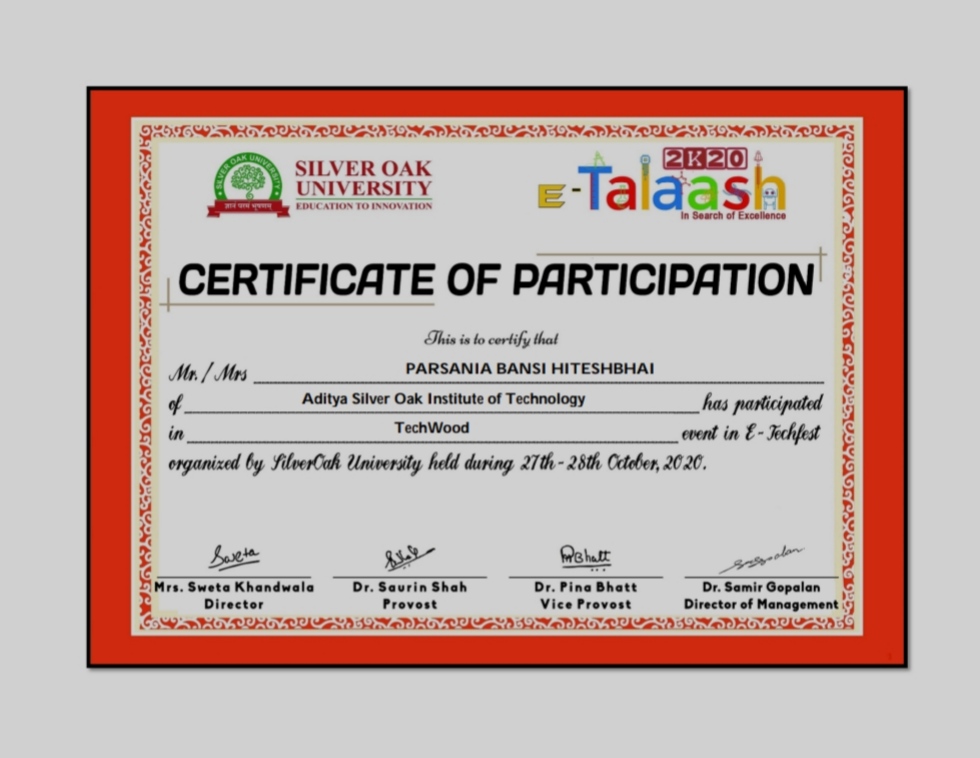 SILVER OAK UNIVERSITY
ज्ञानं परमं भूषणम्
SILVER OAK
UNIVERSITY
EDUCATION TO INNOVATION
2K20
E-Talaash
In Search of Excellence
CERTIFICATE OF PARTICIPATION
This is to certify that
Mr. / Mrs PARSANIA BANSI HITESHBHAI
of Aditya Silver Oak Institute of Technology has participated
in TechWood event in E - Techfest
organized by SilverOak University held during 27th - 28th October, 2020.
Sweta
PRBhatt
Mrs. Sweta Khandwala
Director
Dr. Saurin Shah
Provost
Dr. Pina Bhatt
Vice Provost
Dr. Samir Gopalan
Director of Management